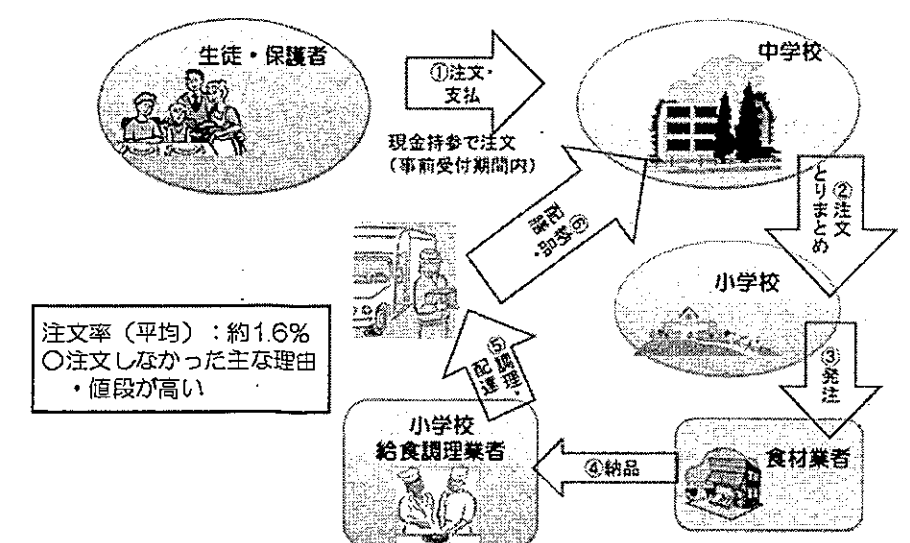 生徒・保護者
①注文・
支払
現金持参で注文
（事前受付期間内）
中学校
②注文
とりまとめ
小学校
③発注
食材業者
④納品
小学校
給食調理業者
⑤調理・
配達
⑥納品・
配膳
注文率（平均）：約1.6%
○注文しなかった主な理由
・値段が高い